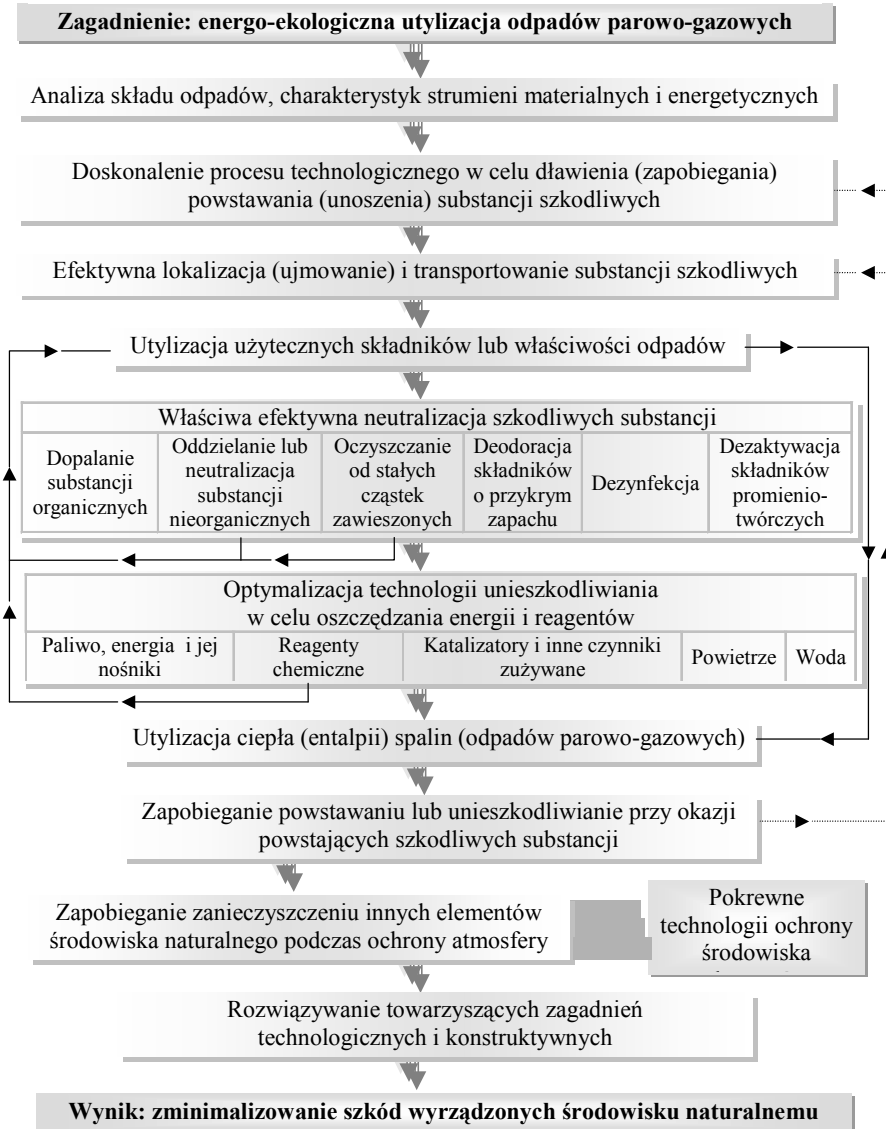 Zagadnienie: energo-ekologiczna utylizacja odpadów parowo-gazowych
Analiza składu odpadów, charakterystyk strumieni materialnych i energetycznych
Doskonalenie procesu technologicznego w celu dławienia (zapobiegania)
powstawania (unoszenia) substancji szkodliwych
Efektywna lokalizacja (ujmowanie) i transportowanie substancji szkodliwych
Utylizacja użytecznych składników lub właściwości odpadów
Właściwa efektywna neutralizacja szkodliwych substancji
Dopalanie
substancji
organicznych
Oddzielanie lub
neutralizacja
substancji
nieorganicznych
Oczyszczanie
od stałych
cząstek
zawieszonych
Deodoracja
składników
o przykrym
zapachu
Dezynfekcja
Dezaktywacja
składników
promienio-
twórczych
Optymalizacja technologii unieszkodliwiania
w celu oszczędzania energii i reagentów
Paliwo, energia i jej
nośniki
Reagenty
chemiczne
Katalizatory i inne czynniki
zużywane
Powietrze
Woda
Utylizacja ciepła (entalpii) spalin (odpadów parowo-gazowych)
Zapobieganie powstawaniu lub unieszkodliwianie przy okazji
powstających szkodliwych substancji
Zapobieganie zanieczyszczeniu innych elementów
środowiska naturalnego podczas ochrony atmosfery
Pokrewne
technologii ochrony
środowiska
Rozwiązywanie towarzyszących zagadnień
technologicznych i konstruktywnych
Wynik: zminimalizowanie szkód wyrządzonych środowisku naturalnemu